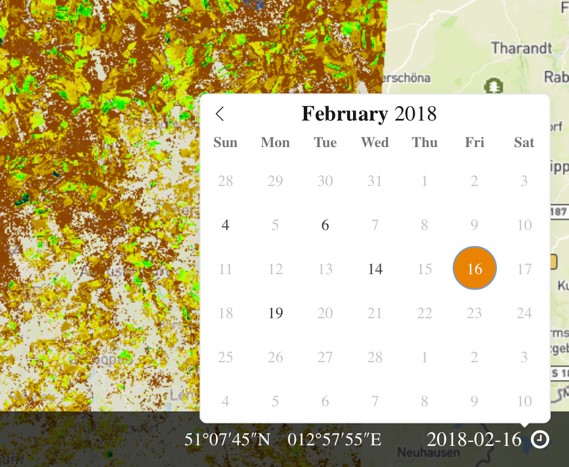 F
Tharandt
erschöna
Rab
February 2018
Sun Mon Tue Wed Thu Fri Sat
28 29 30 31 1 2 3
4 5 6 7 8 9 10
187
11 12 13 14 15 16 17
18 19 20 21 22 23 24
25 26 27 28 1 2 3
4 5 6 7 8 9 10
51°07'45"N 012°57'55"E 2018-02-16
Neuhausen